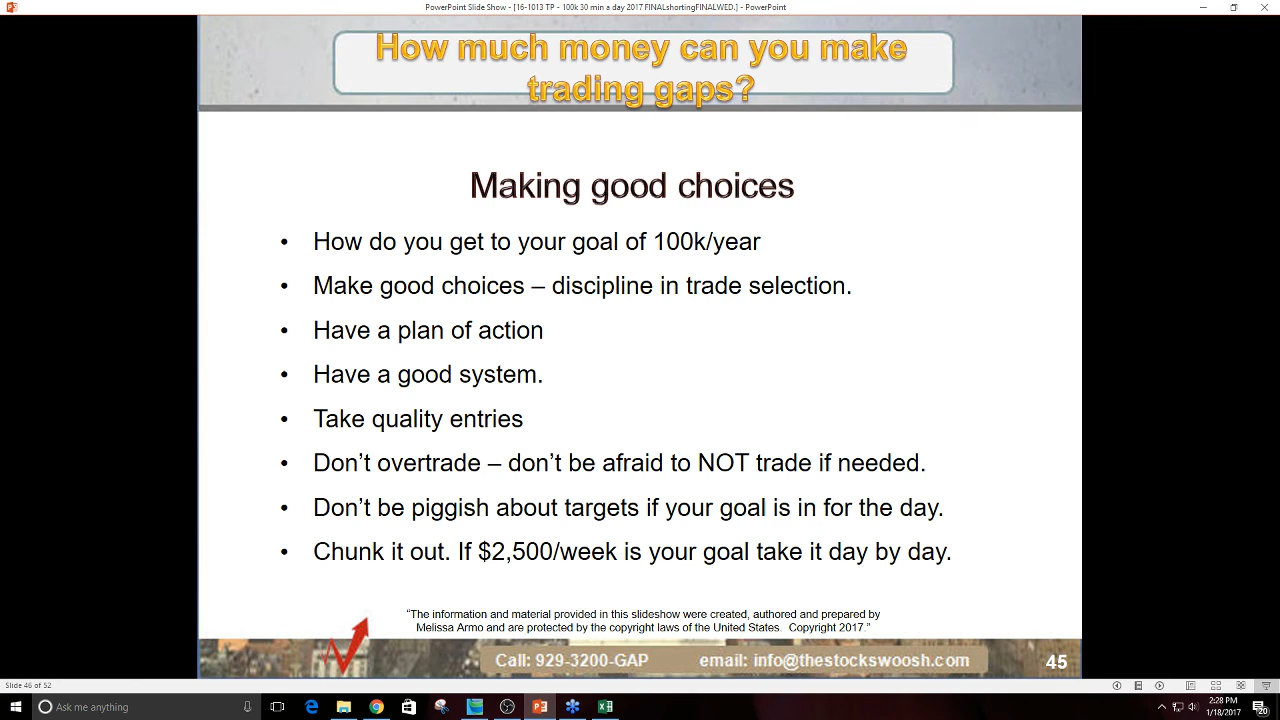 PowerPoint Slide Show - [16-1013 TP - 100k 30 min a day 2017 FINALshortingFINALWED.] - PowerPoint
How much money can you make
trading gaps?
Making good choices
• How do you get to your goal of 100k/year
• Make good choices – discipline in trade selection.
• Have a plan of action
• Have a good system.
• Take quality entries
• Don’t overtrade – don’t be afraid to NOT trade if needed.
• Don’t be piggish about targets if your goal is in for the day.
• Chunk it out. If $2,500/week is your goal take it day by day.
“The information and material provided in this slideshow were created, authored and prepared by
Melissa Armo and are protected by the copyright laws of the United States. Copyright 2017.”
Call: 929-3200-GAP email: info@thestockswoosh.com
45
Slide 46 of 52
Ask me anything
2:28 PM
1/18/2017
20